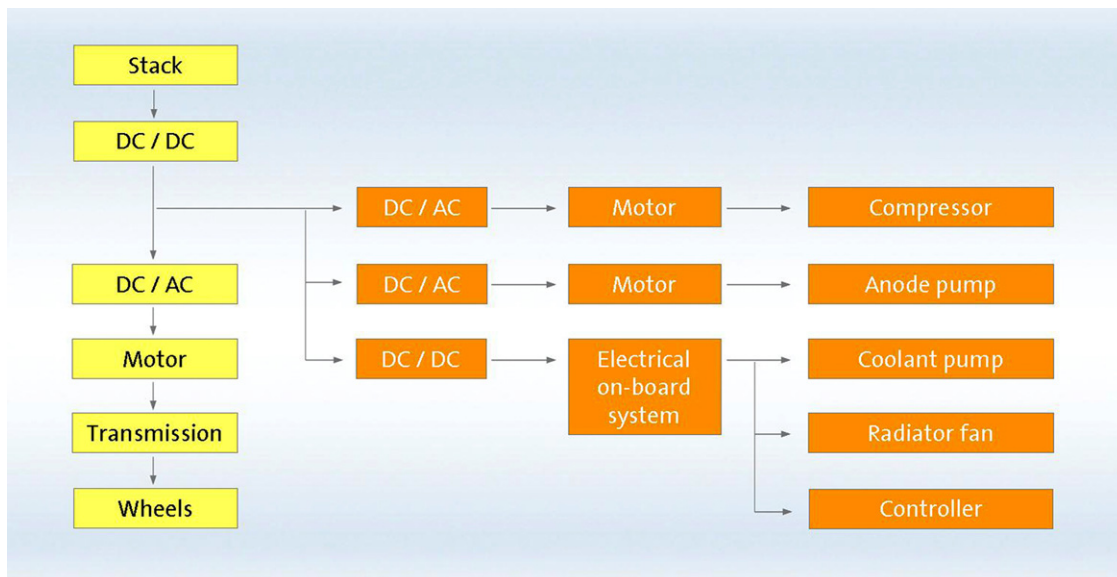 Stack
DC / DC
DC / AC
Motor
Compressor
DC / AC
DC / AC
Motor
Anode pump
Motor
DC / DC
Electrical
on-board
system
Coolant pump
Transmission
Radiator fan
Wheels
Controller